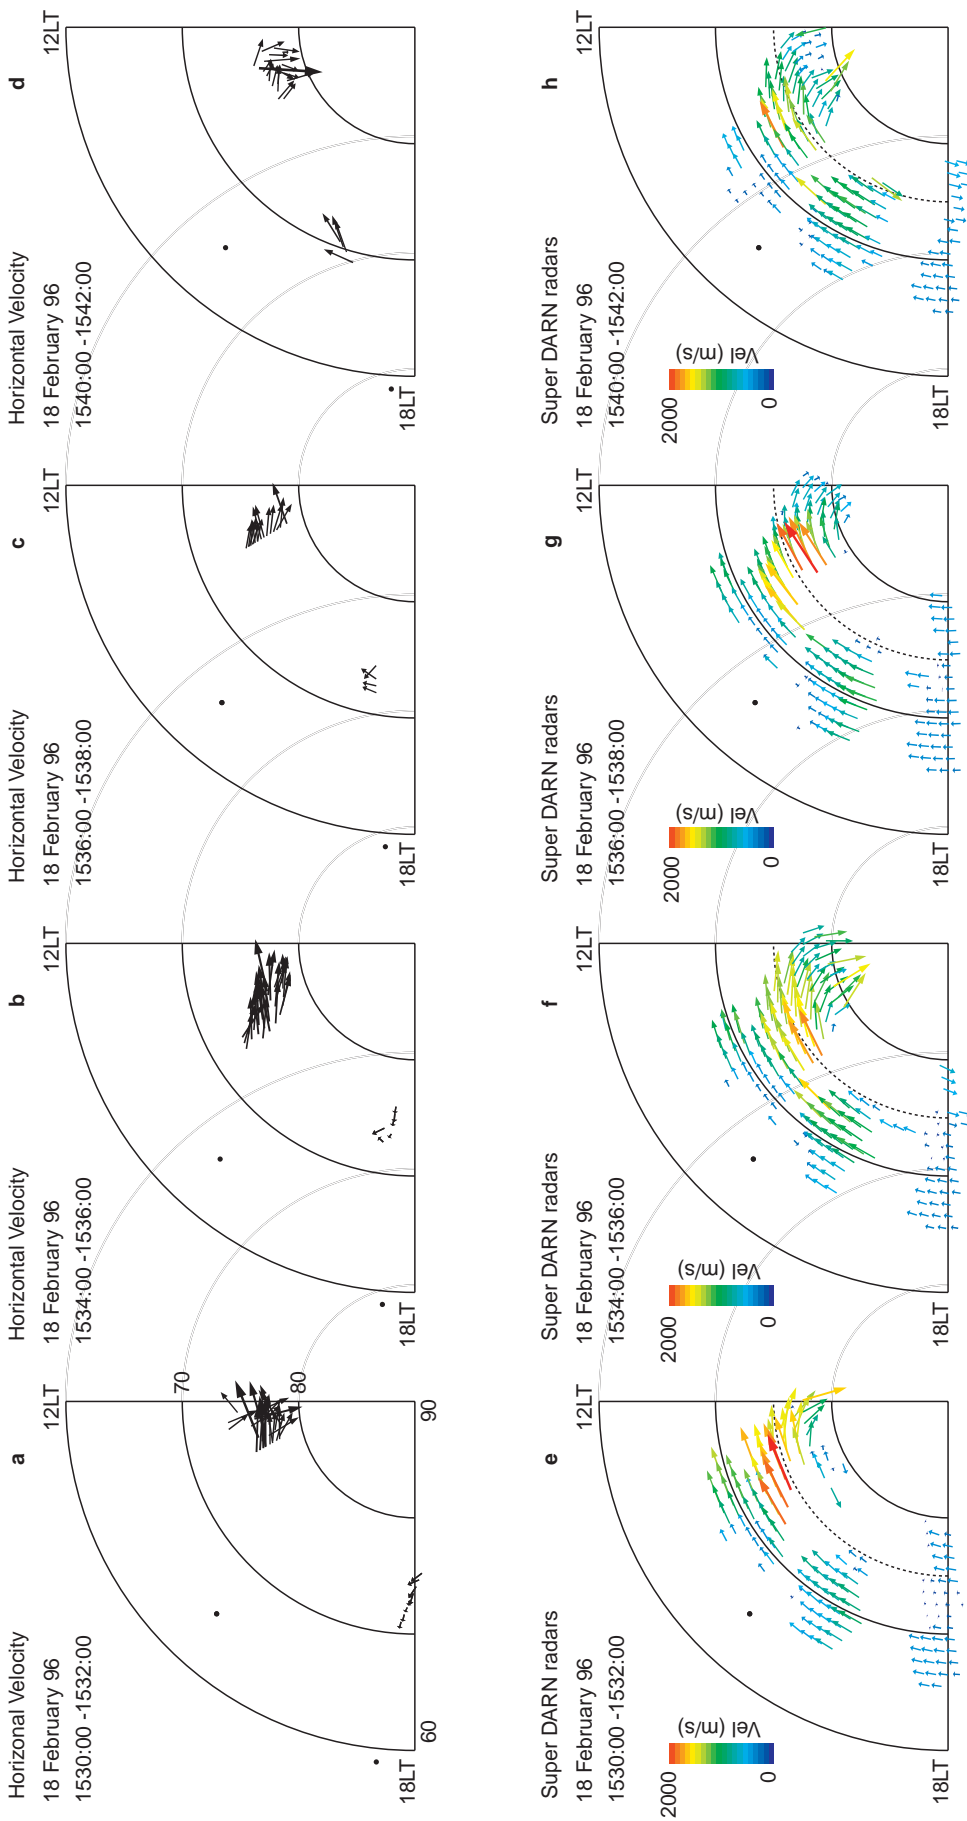 a
Horizonal Velocity
18 February 96
1530:00 -1532:00
12LT
70
80
90
60
18LT
b
Horizontal Velocity
18 February 96
1534:00 -1536:00
12LT
18LT
c
Horizontal Velocity
18 February 96
1536:00 -1538:00
12LT
18LT
d
Horizontal Velocity
18 February 96
1540:00 -1542:00
12LT
18LT
e
Super DARN radars
18 February 96
1530:00 -1532:00
2000
0
Vel (m/s)
18LT
f
Super DARN radars
18 February 96
1534:00 -1536:00
2000
0
Vel (m/s)
18LT
g
Super DARN radars
18 February 96
1536:00 -1538:00
2000
0
Vel (m/s)
18LT
h
Super DARN radars
18 February 96
1540:00 -1542:00
2000
0
Vel (m/s)
18LT